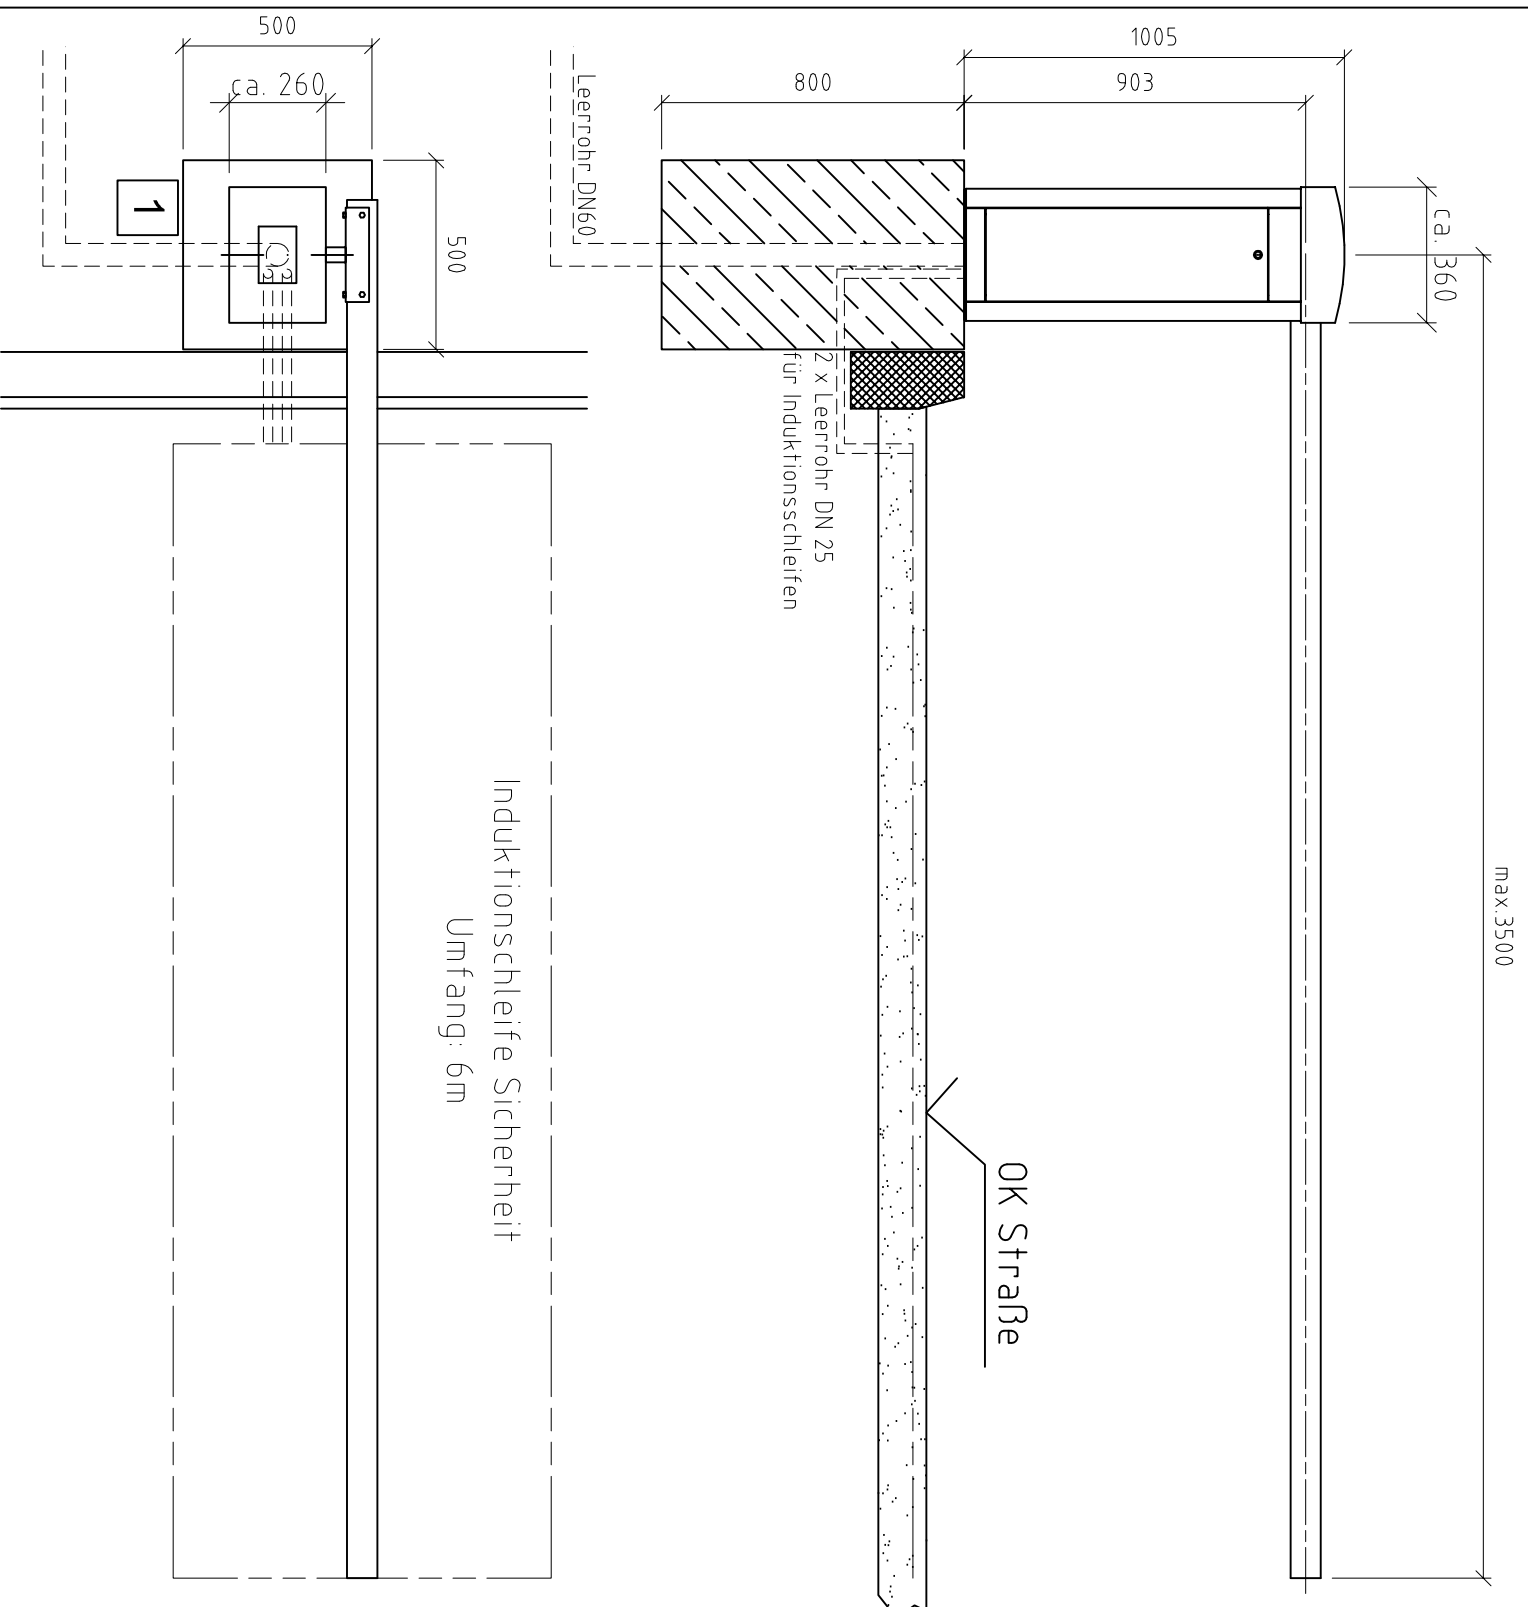 max.3500
ca. 360
1005
903
800
OK Straße
2 x Leerrohr DN 25
für Induktionsschleifen
Leerrohr DN60
500
ca. 260
500
1
Induktionschleife Sicherheit
Umfang: 6m